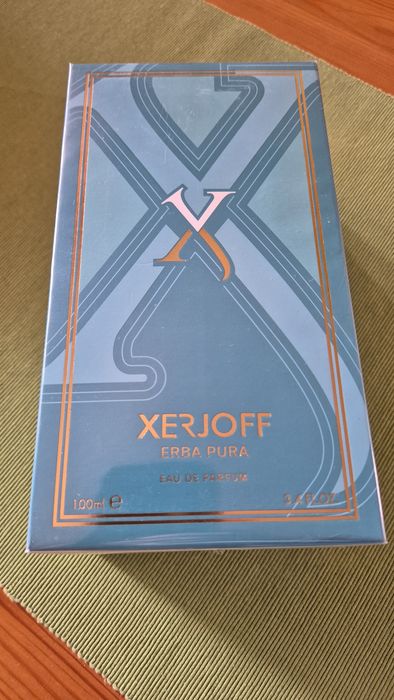 X
XERJOFF
ERBA PURA
EAU DE PARFUM
100ml e 3.4 FL.OZ